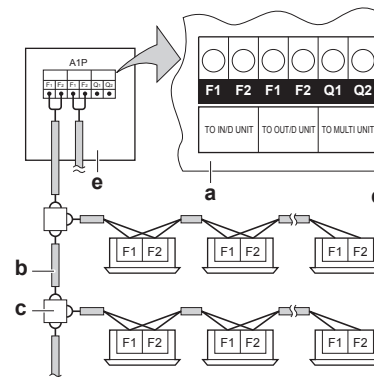 A1P
F1 F2 F1 F2 Q1 Q2
F1 F2 F1 F2 Q1 Q2
TO IN/D UNIT TO OUT/D UNIT TO MULTI UNIT
a
e
b
F1 F2 F1 F2 F1 F2
c
F1 F2 F1 F2 F1 F2